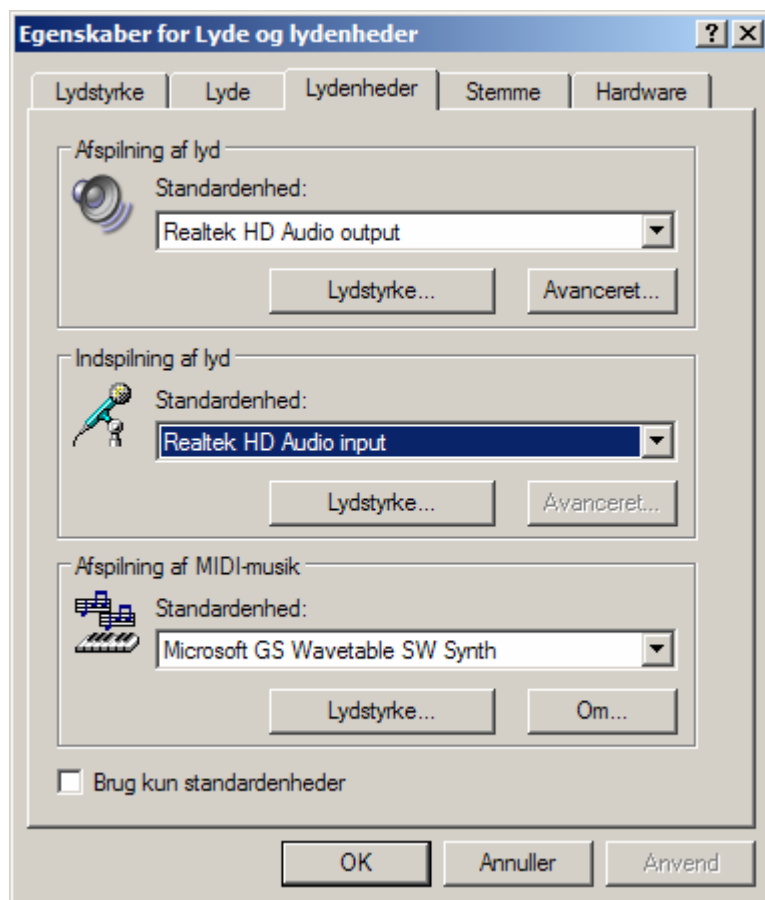 Egenskaber for Lyde og lydenheder
Lydstyrke Lyde Lydenheder Stemme Hardware
Afspilning af lyd
Standardenhed:
Realtek HD Audio output
Lydstyrke... Avanceret...
Indspilning af lyd
Standardenhed:
Realtek HD Audio input
Lydstyrke... Avanceret...
Afspilning af MIDI-musik
Standardenhed:
Microsoft GS Wavetable SW Synth
Lydstyrke... Om...
Brug kun standardenheder
OK Annuller Anvend